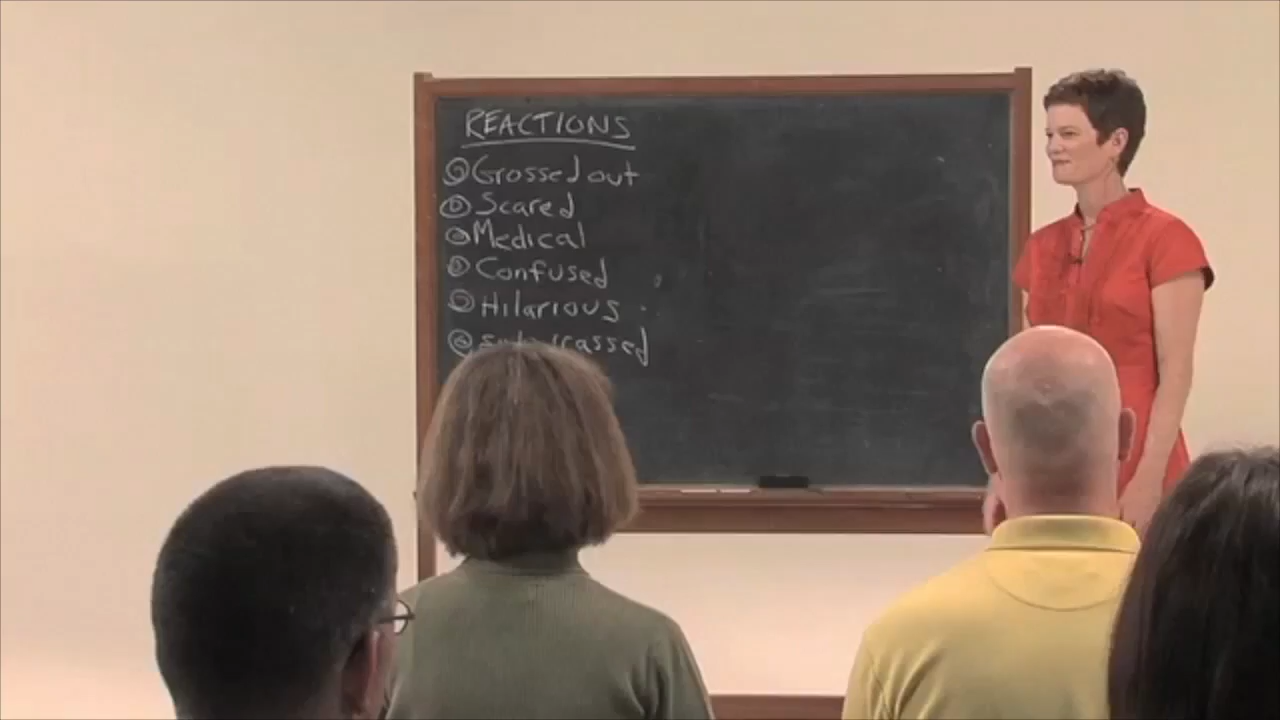 REACTIONS
Grossed out
Scared
Medical
Confused
Hilarious